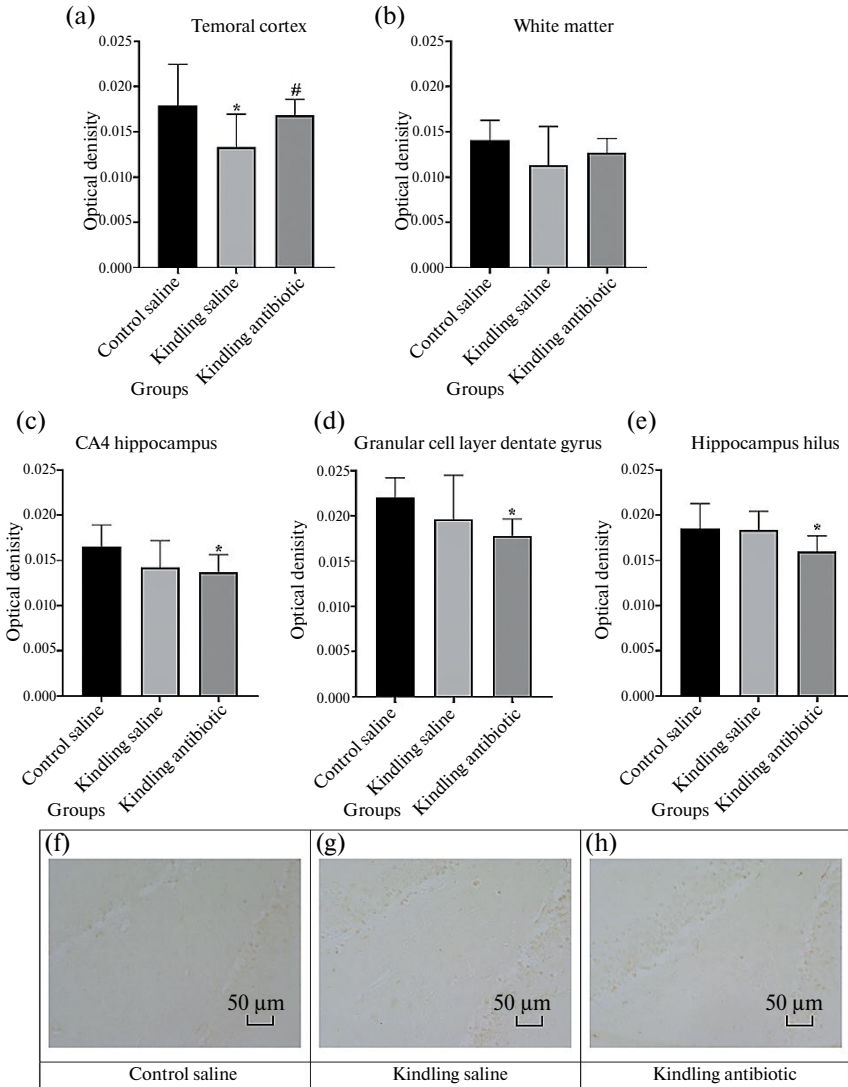 (a)
Temoral cortex
Optical denisity
0.025
0.020
0.015
0.010
0.005
0.000
*
#
Control saline
Kindling saline
Kindling antibiotic
Groups
(b)
White matter
Optical denisity
0.025
0.020
0.015
0.010
0.005
0.000
Control saline
Kindling saline
Kindling antibiotic
Groups
(c)
CA4 hippocampus
Optical denisity
0.025
0.020
0.015
0.010
0.005
0.000
*
Control saline
Kindling saline
Kindling antibiotic
Groups
(d)
Granular cell layer dentate gyrus
Optical denisity
0.025
0.020
0.015
0.010
0.005
0.000
*
Control saline
Kindling saline
Kindling antibiotic
Groups
(e)
Hippocampus hilus
Optical denisity
0.025
0.020
0.015
0.010
0.005
0.000
*
Control saline
Kindling saline
Kindling antibiotic
Groups
(f)
50 µm
Control saline
(g)
50 µm
Kindling saline
(h)
50 µm
Kindling antibiotic